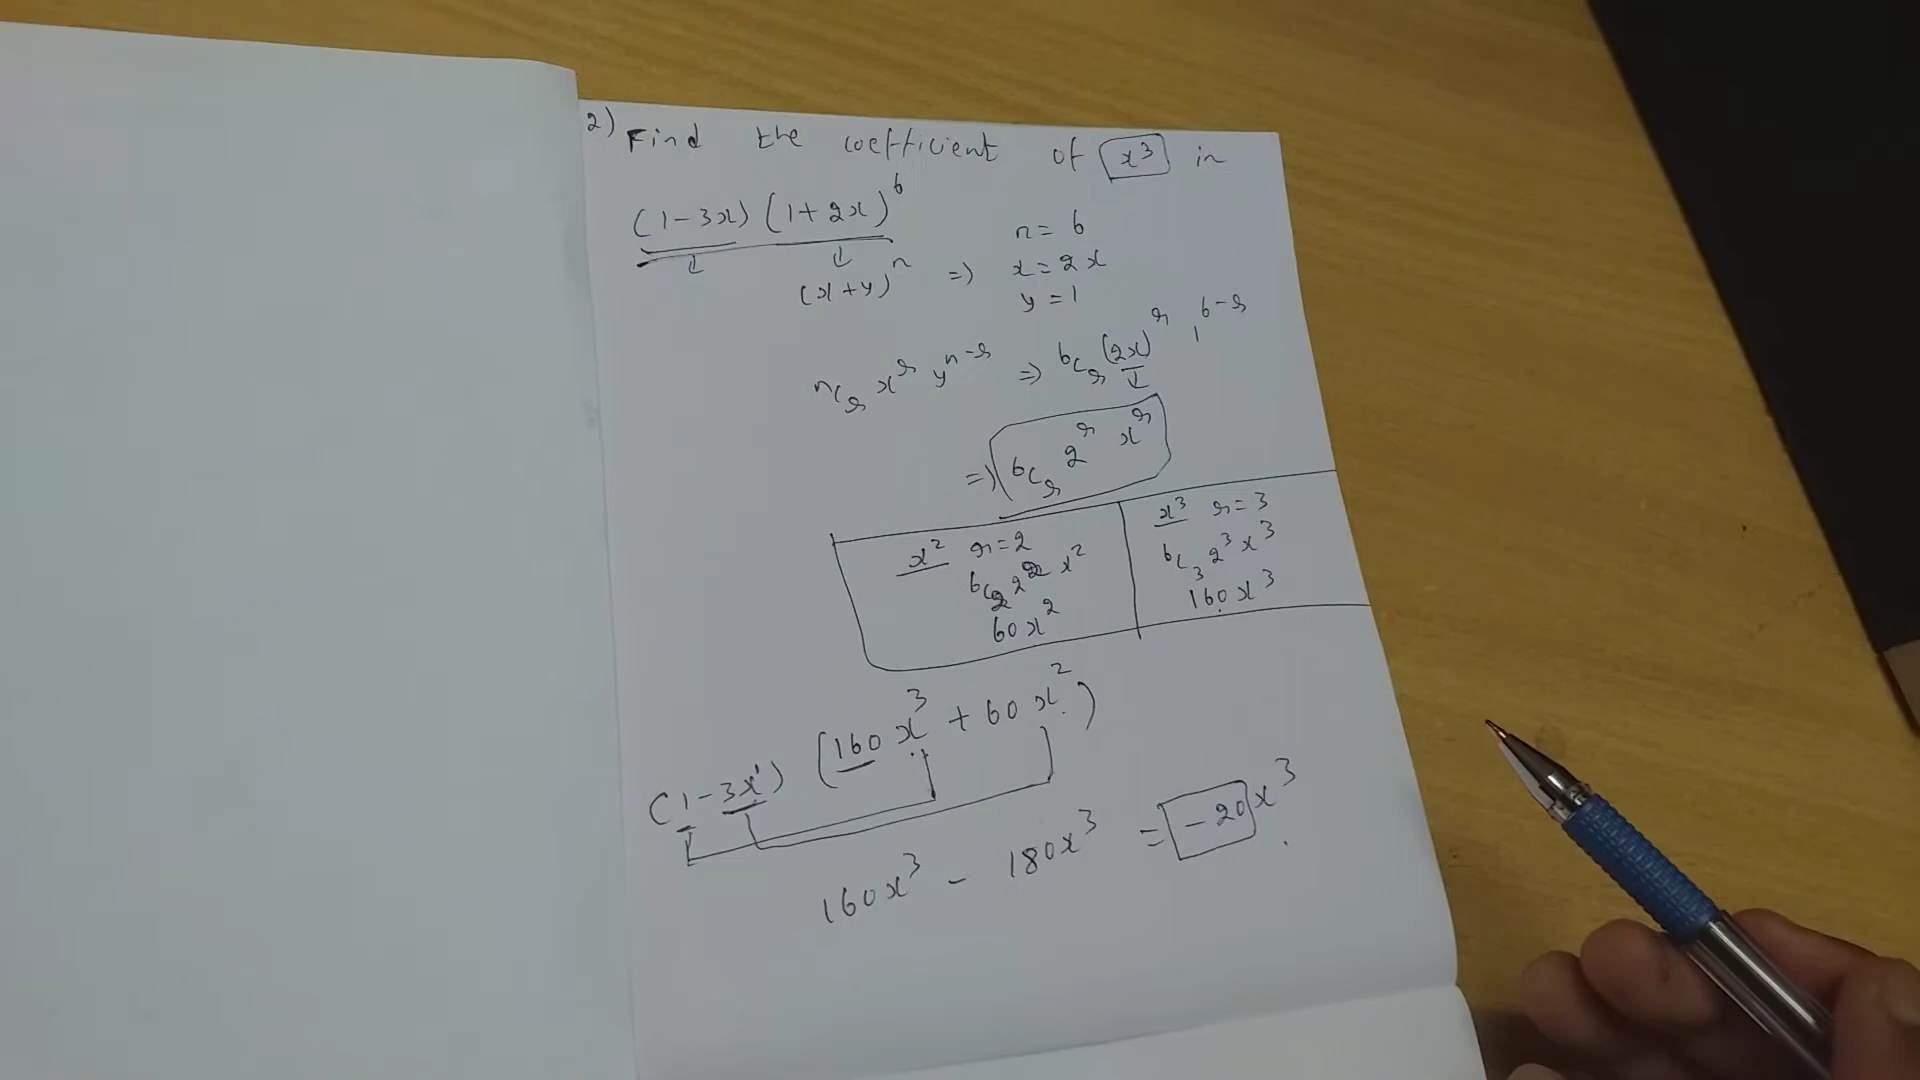 2) Find the coefficient of x³ in
(1-3x) (1+2x)⁶
n = 6
(x+y)ⁿ => x = 2x
y = 1
ⁿCᵣ xʳ yⁿ⁻ʳ => ⁶Cᵣ (2x)ʳ 1⁶⁻ʳ
=> ⁶Cᵣ 2ʳ xʳ
x² r=2
⁶C₂ 2² x²
60x²
x³ r=3
⁶C₃ 2³ x³
160x³
(1-3x¹) (160x³ + 60x²)
160x³ - 180x³ = -20x³